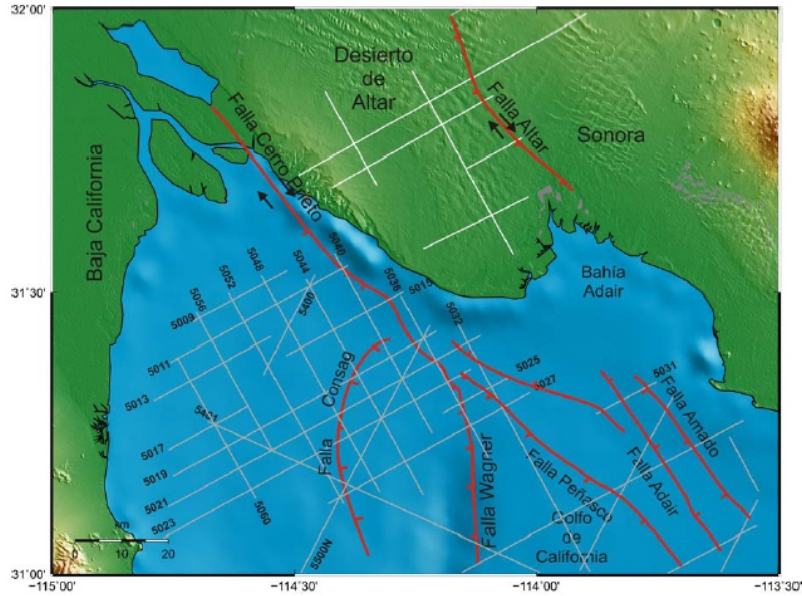 32°00'
Desierto
de
Altar
Falla Altar
Sonora
Falla Cerro Prieto
Baja California
Bahía
Adair
31°30'
5040
5036
5015
5044
5048
5052
5056
5009
5400
5032
5011
5013
5025
5027
5031
Consag
Falla
5401
Falla Amado
5017
5019
5021
5023
Falla Wagner
Falla Peñasco
Falla Adair
5060
5500N
Golfo
de
California
km
0 10 20
31°00'
-115°00' -114°30' -114°00' -113°30'